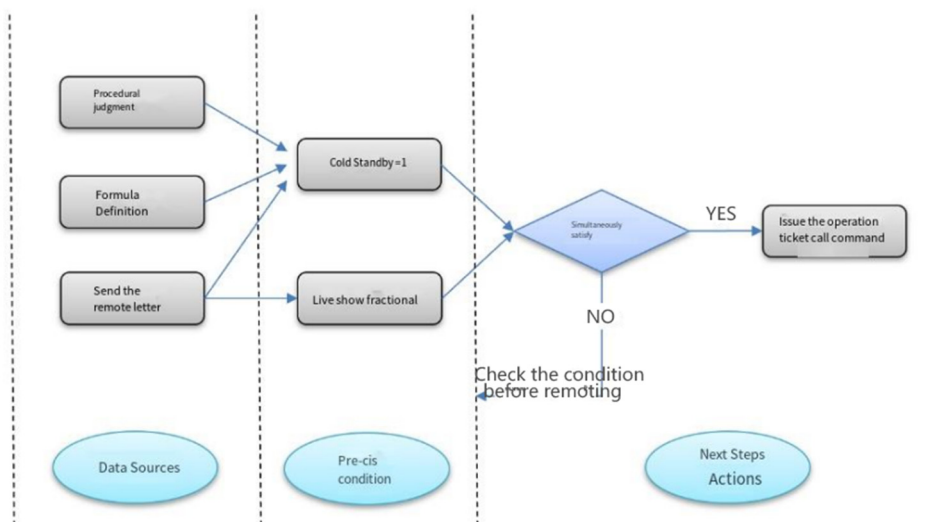 Procedural
judgment
Formula
Definition
Send the
remote letter
Cold Standby=1
Live show fractional
Simultaneously
satisfy
YES
Issue the operation
ticket call command
NO
Check the condition
before remoting
Data Sources
Pre-cis
condition
Next Steps
Actions